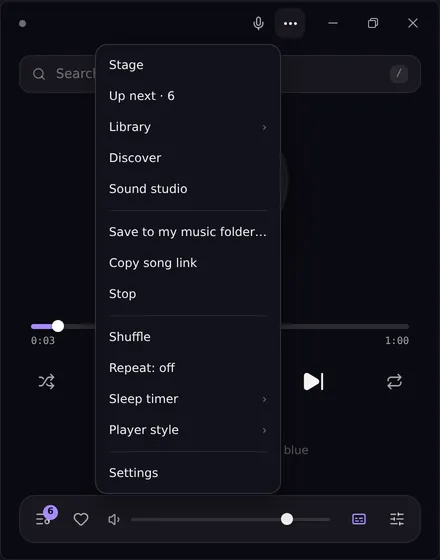 Search
/
Stage
Up next · 6
Library
Discover
Sound studio
Save to my music folder...
Copy song link
Stop
0:03
1:00
Shuffle
Repeat: off
Sleep timer
Player style
blue
Settings
6